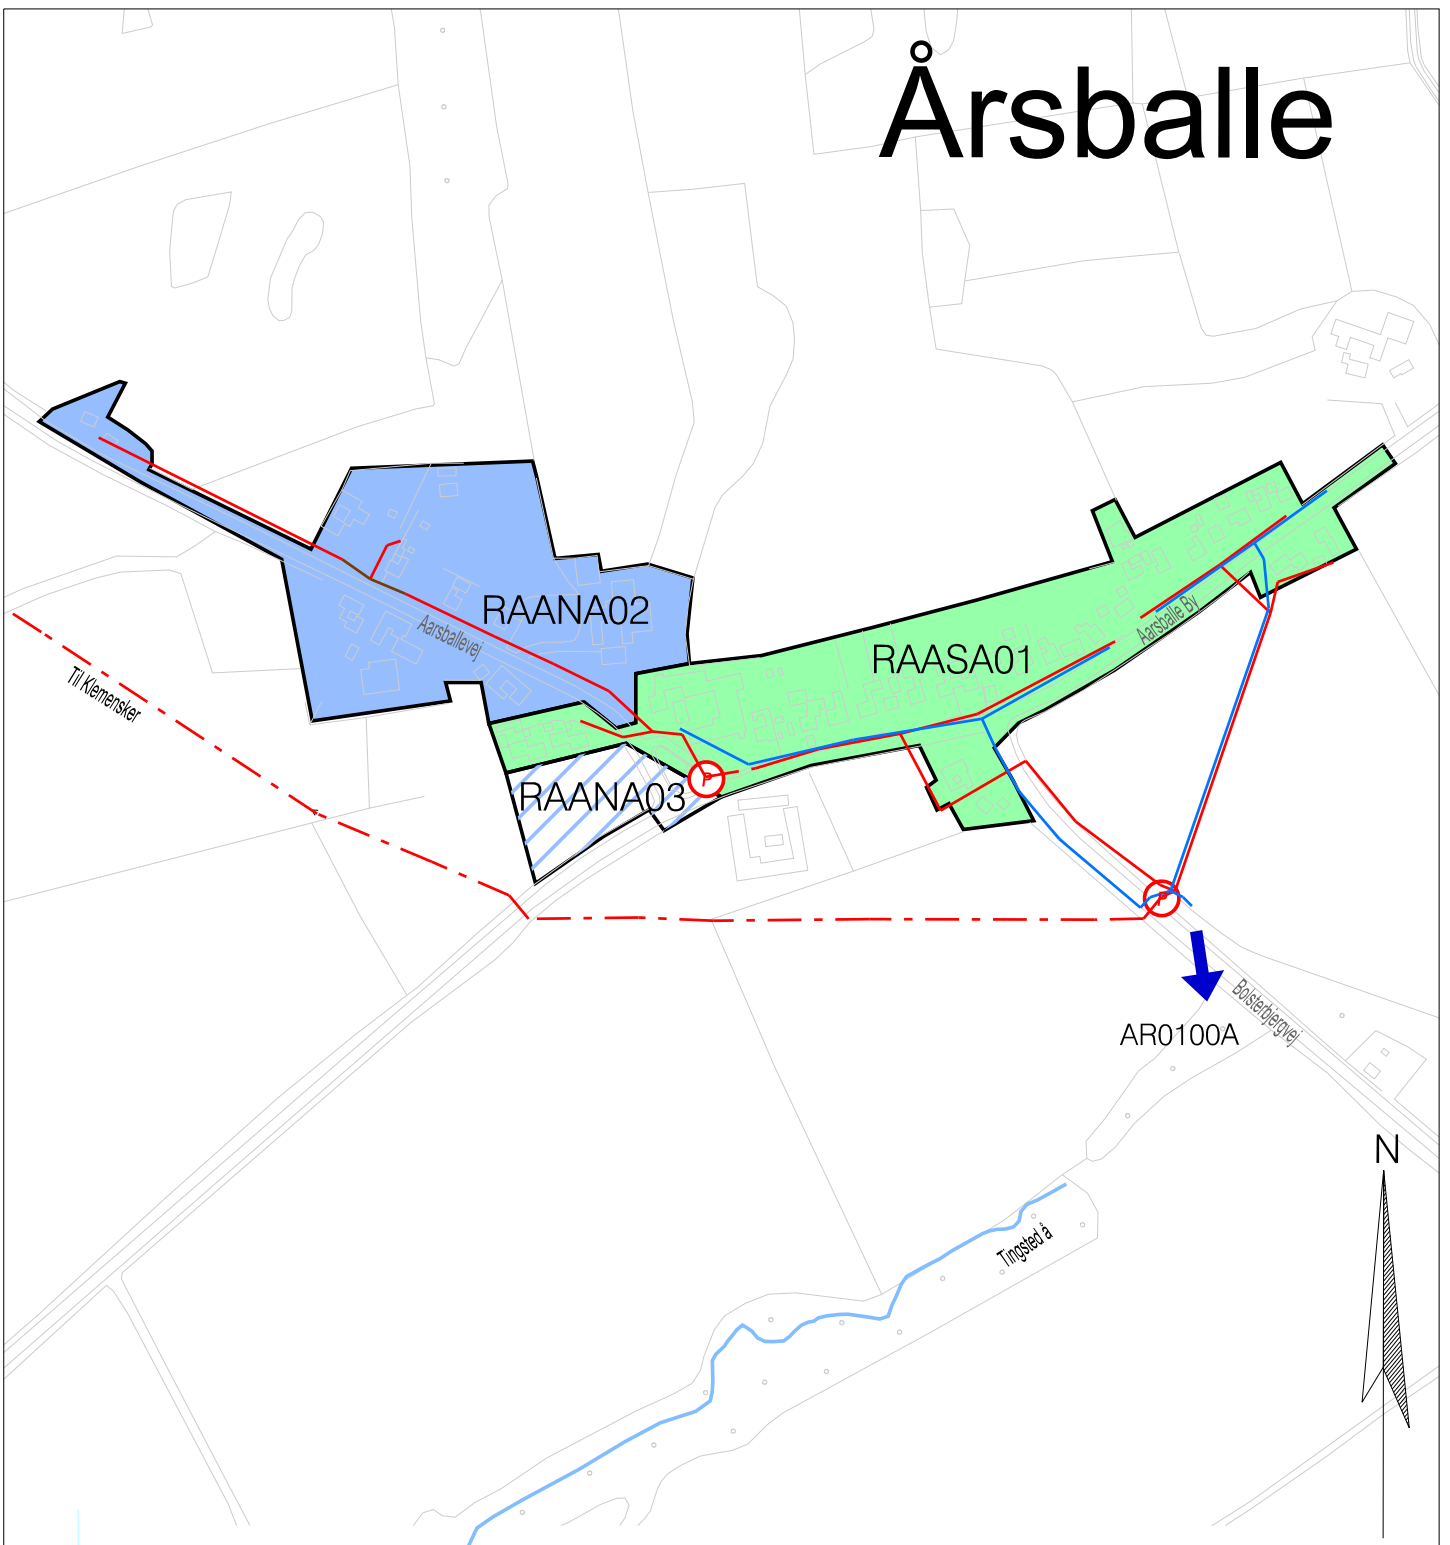 Årsballe
RAANA02
Aarsballevej
Aarsballe By
RAASA01
Til Klemensker
RAANA03
Bolsterbjergvej
AR0100A
N
Tingsted å